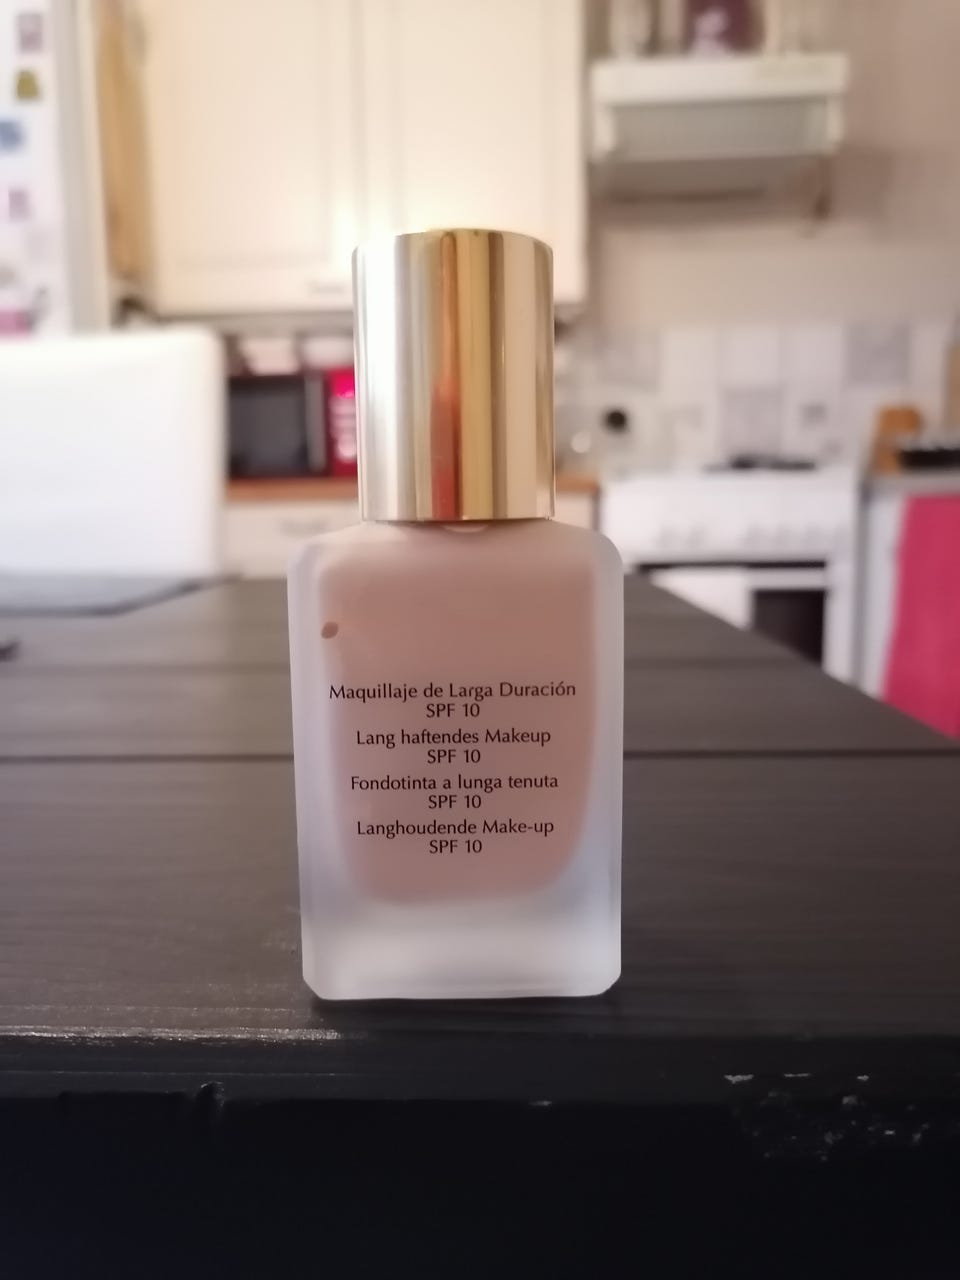 Maquillaje de Larga Duración
SPF 10
Lang haftendes Makeup
SPF 10
Fondotinta a lunga tenuta
SPF 10
Langhoudende Make-up
SPF 10